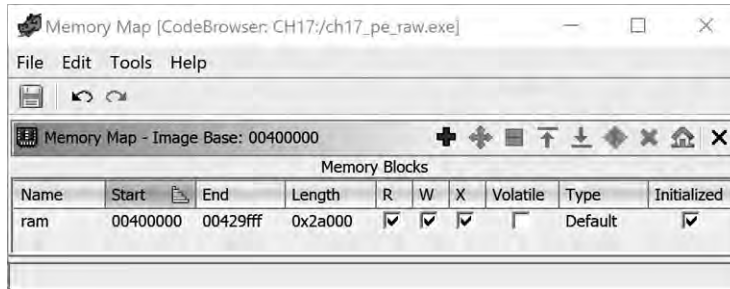 Memory Map [CodeBrowser: CH17:/ch17_pe_raw.exe]
File Edit Tools Help
Memory Map - Image Base: 00400000
Memory Blocks
Name Start End Length R W X Volatile Type Initialized
ram 00400000 00429fff 0x2a000 Default